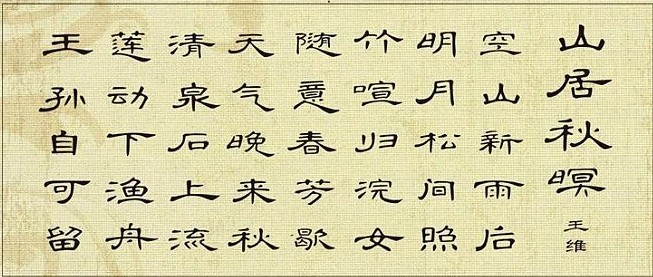 山居秋暝
王维
空山新雨后
明月松间照
竹喧归浣女
随意春芳歇
天气晚来秋
清泉石上流
莲动下渔舟
王孙自可留